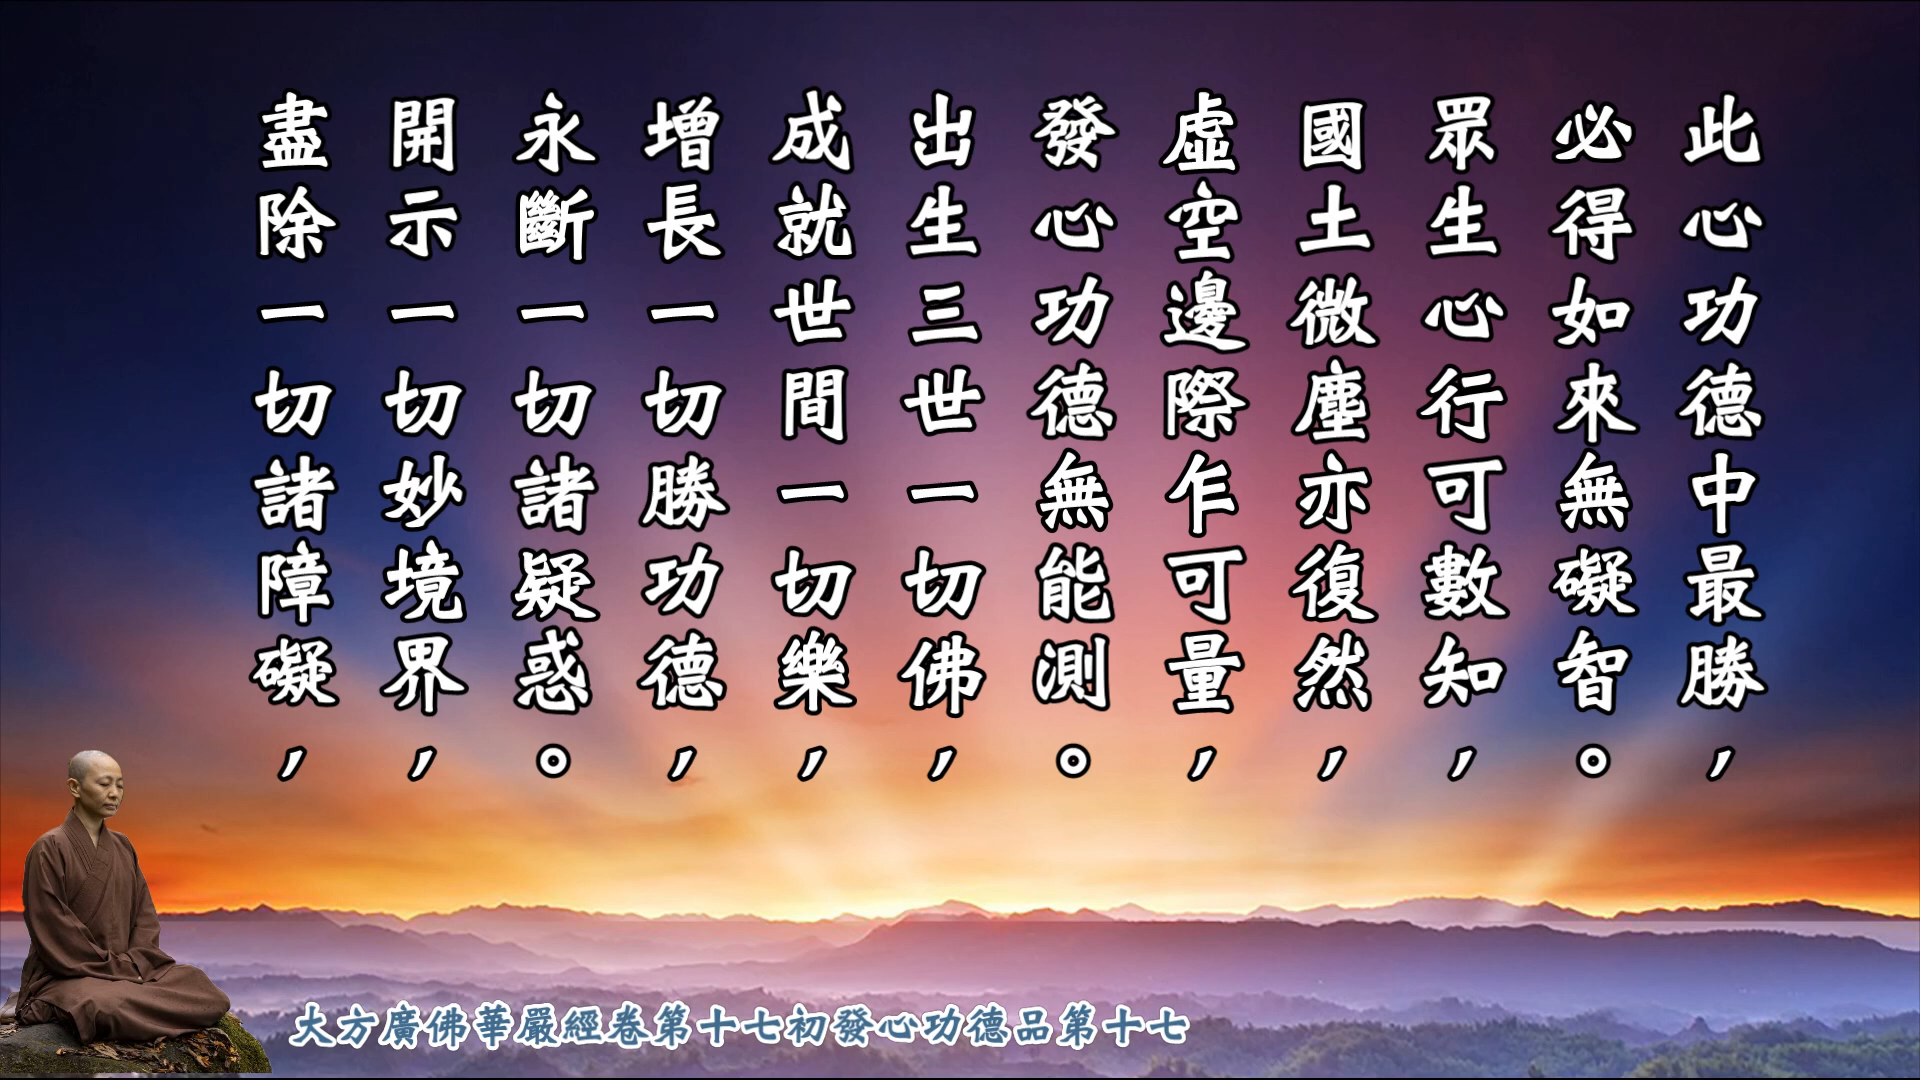 此心功德中最勝，
必得如來無礙智。
眾生心行可數知，
國土微塵亦復然，
虛空邊際乍可量，
發心功德無能測。
出生三世一切佛，
成就世間一切樂，
增長一切勝功德，
永斷一切諸疑惑。
開示一切妙境界，
盡除一切諸障礙，
大方廣佛華嚴經卷第十七初發心功德品第十七